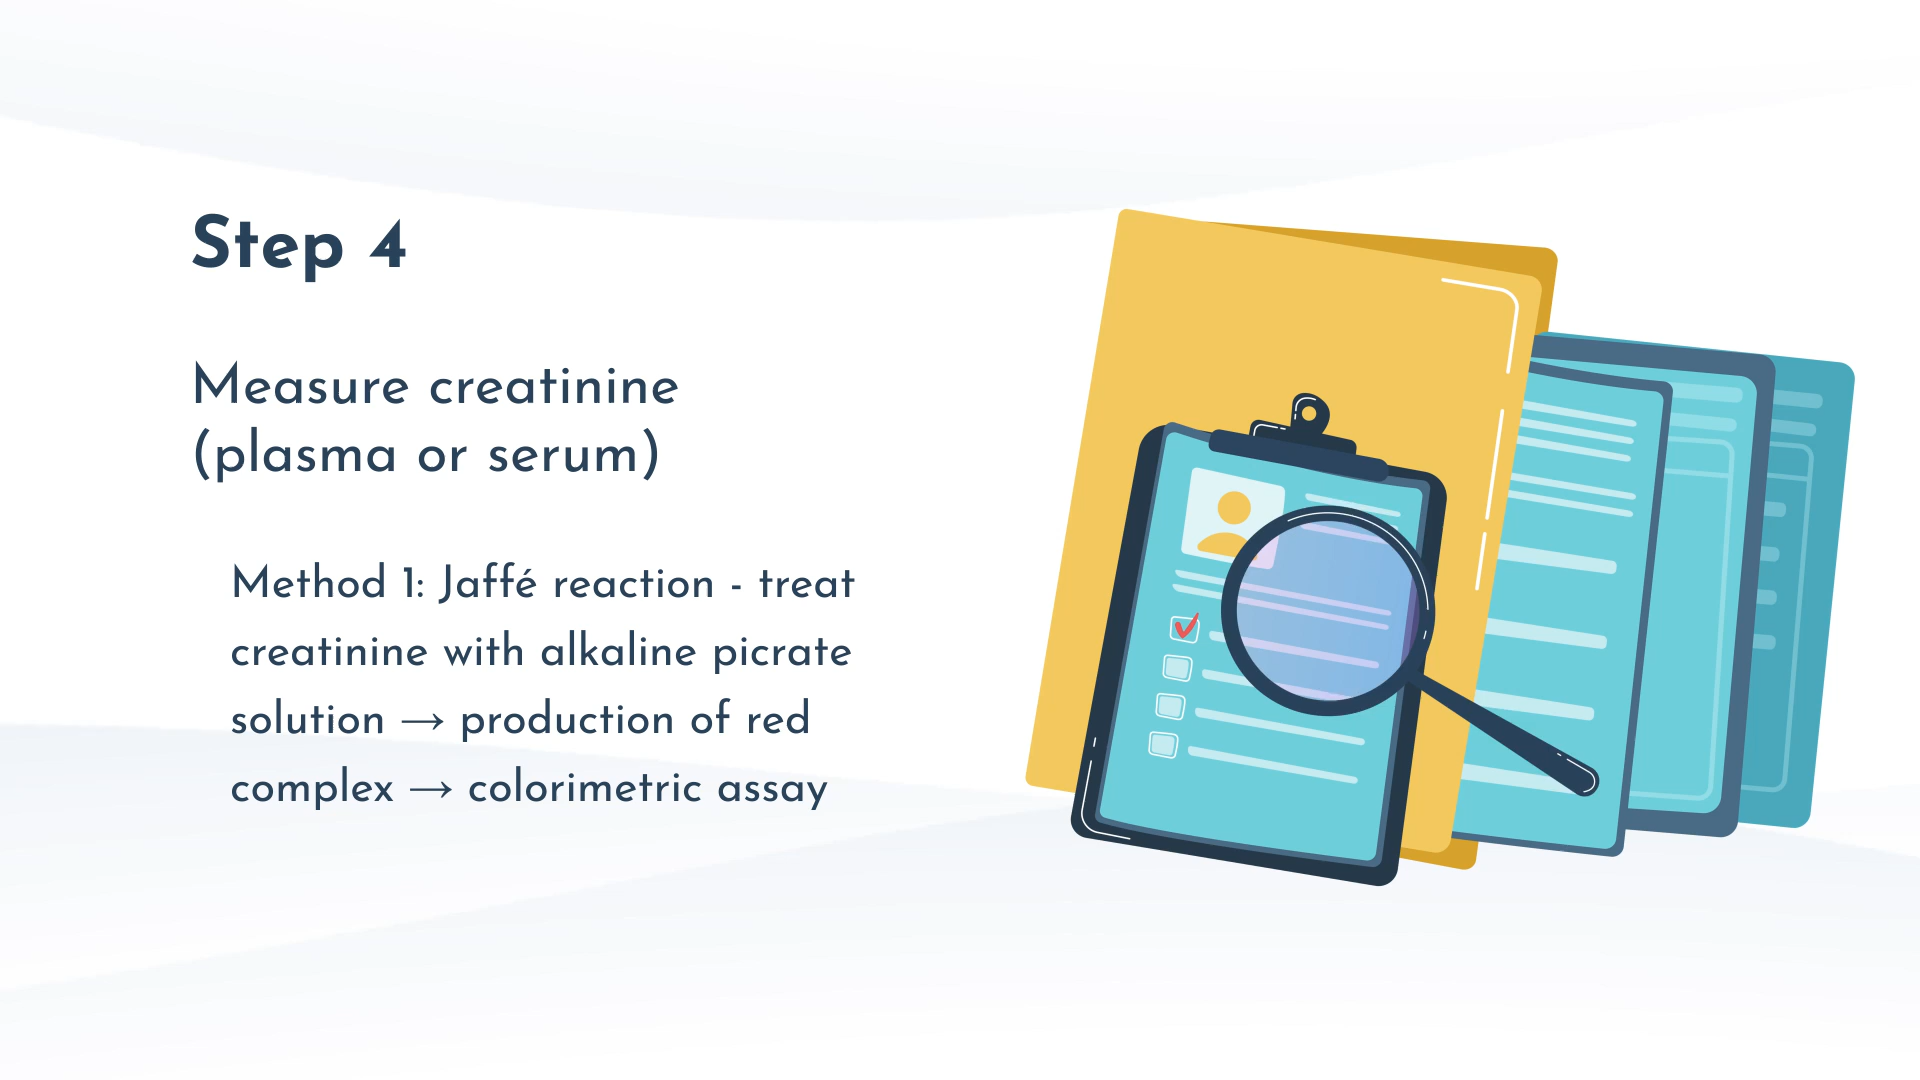 Step 4
Measure creatinine
(plasma or serum)
Method 1: Jaffé reaction - treat
creatinine with alkaline picrate
solution → production of red
complex → colorimetric assay